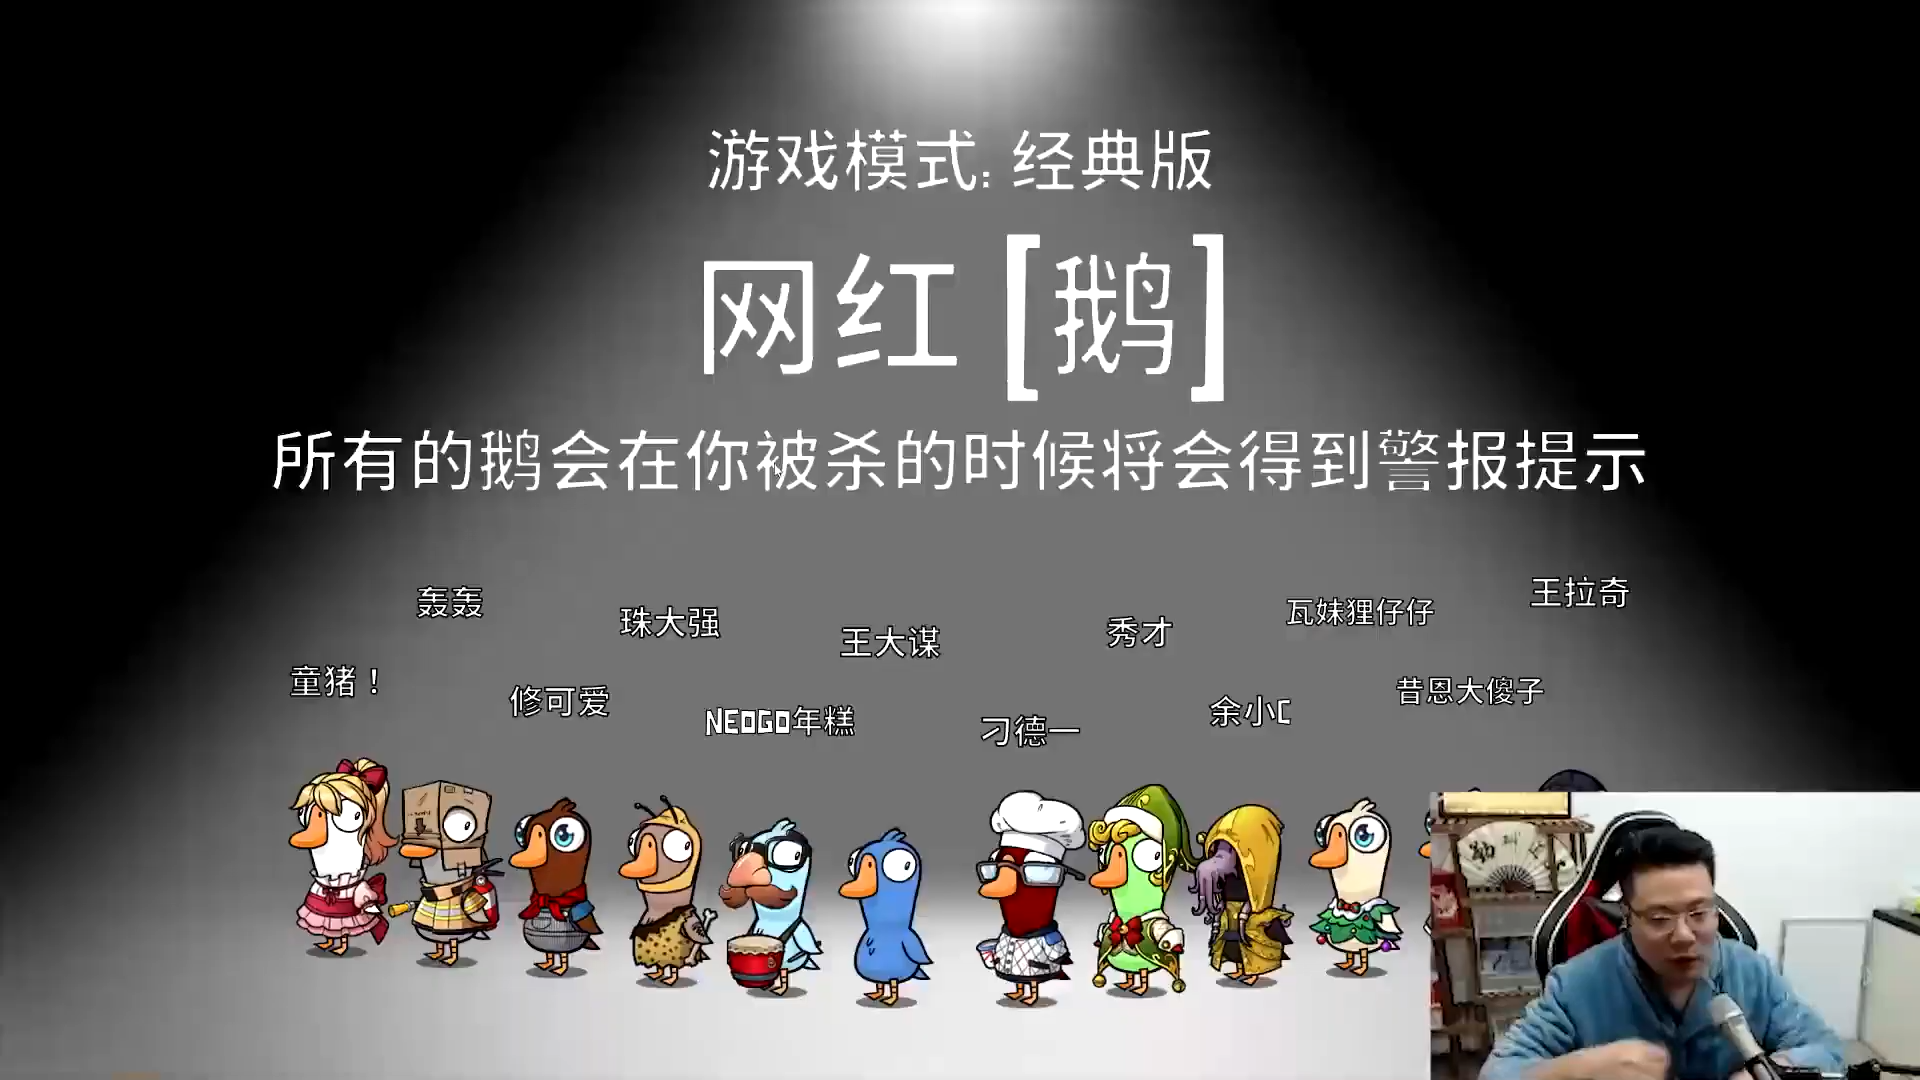 游戏模式: 经典版
网红 [鹅]
所有的鹅会在你被杀的时候将会得到警报提示
轰轰
珠大强
王大谋
秀才
瓦妹狸仔仔
王拉奇
童猪！
修可爱
NEOGO年糕
刁德一
余小C
昔恩大傻子